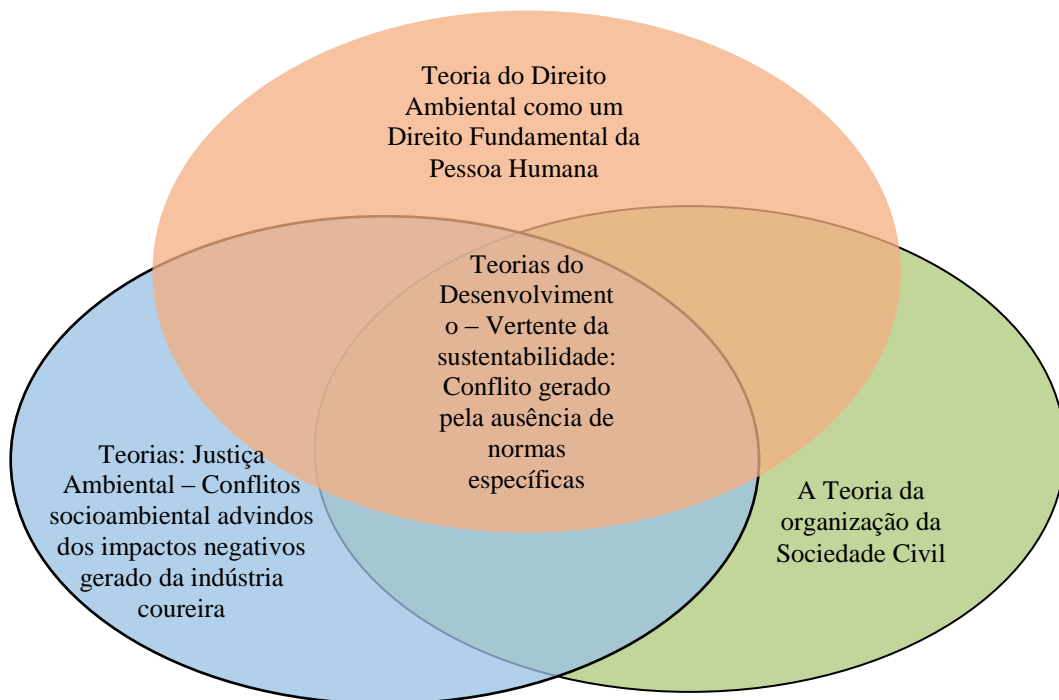 Teoria do Direito
Ambiental como um
Direito Fundamental da
Pessoa Humana
Teorias do
Desenvolviment
o – Vertente da
sustentabilidade:
Conflito gerado
pela ausência de
normas
específicas
Teorias: Justiça
Ambiental – Conflitos
socioambiental advindos
dos impactos negativos
gerado da indústria
coureira
A Teoria da
organização da
Sociedade Civil